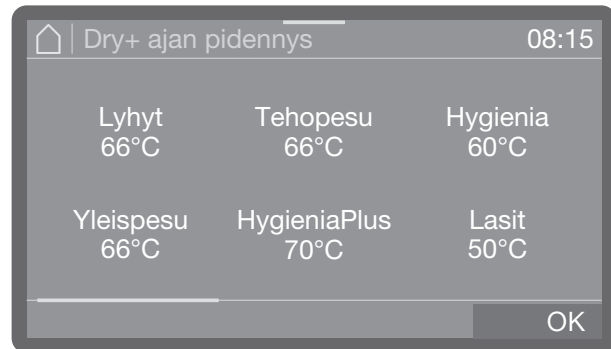 Dry+ ajan pidennys 08:15
Lyhyt Tehopesu Hygienia
66°C 66°C 60°C
Yleispesu HygieniaPlus Lasit
66°C 70°C 50°C
OK